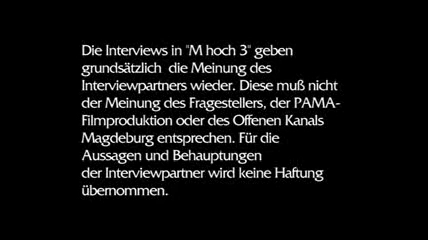 Die Interviews in "M hoch 3" geben
grundsätzlich die Meinung des
Interviewpartners wieder. Diese muß nicht
der Meinung des Fragestellers, der PAMA-
Filmproduktion oder des Offenen Kanals
Magdeburg entsprechen. Für die
Aussagen und Behauptungen
der Interviewpartner wird keine Haftung
übernommen.